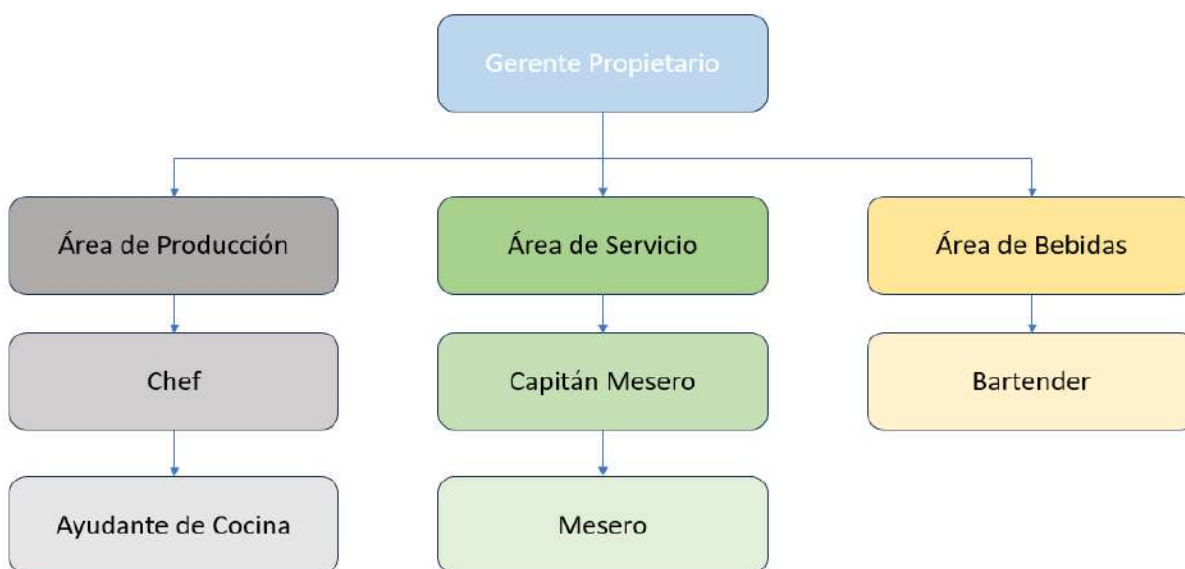 Gerente Propietario
Área de Producción
Área de Servicio
Área de Bebidas
Chef
Capitán Mesero
Bartender
Ayudante de Cocina
Mesero